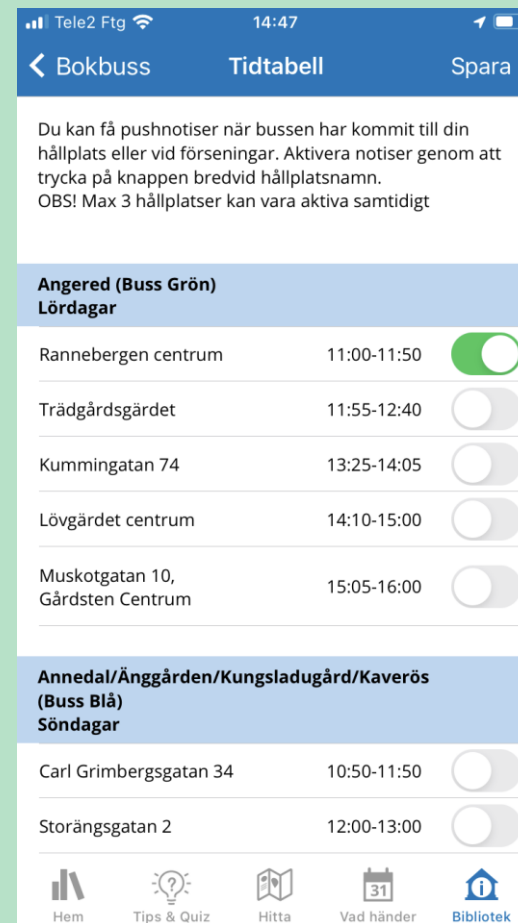 Tele2 Ftg 14:47
Bokbuss Tidtabell Spara
Du kan få pushnotiser när bussen har kommit till din
hållplats eller vid förseningar. Aktivera notiser genom att
trycka på knappen bredvid hållplatsnamn.
OBS! Max 3 hållplatser kan vara aktiva samtidigt
Angered (Buss Grön)
Lördagar
Rannebergen centrum 11:00-11:50
Trädgårdsgärdet 11:55-12:40
Kummingatan 74 13:25-14:05
Lövgärdet centrum 14:10-15:00
Muskotgatan 10,
Gårdsten Centrum 15:05-16:00
Annedal/Änggården/Kungsladugård/Kaverös
(Buss Blå)
Söndagar
Carl Grimbergsgatan 34 10:50-11:50
Storängsgatan 2 12:00-13:00
31
Hem Tips & Quiz Hitta Vad händer Bibliotek